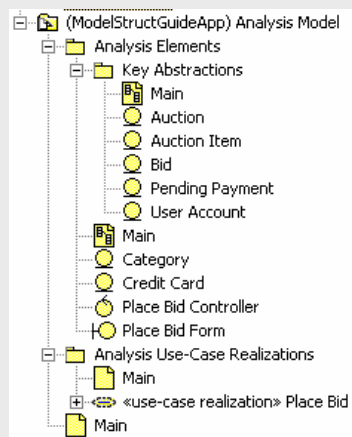 (ModelStructGuideApp) Analysis Model
Analysis Elements
Key Abstractions
Main
Auction
Auction Item
Bid
Pending Payment
User Account
Main
Category
Credit Card
Place Bid Controller
Place Bid Form
Analysis Use-Case Realizations
Main
«use-case realization» Place Bid
Main